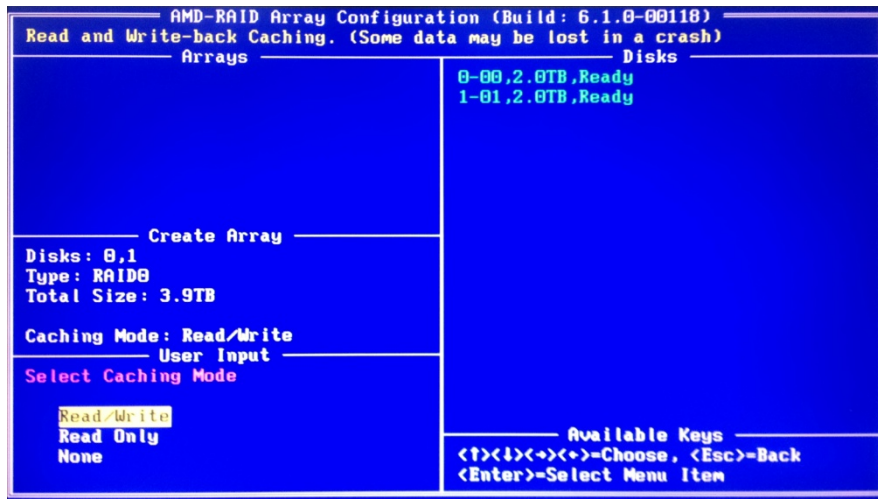 AMD-RAID Array Configuration (Build: 6.1.0-00118)
Read and Write-back Caching. (Some data may be lost in a crash)
Arrays
Disks
0-00,2.0TB,Ready
1-01,2.0TB,Ready
Create Array
Disks: 0,1
Type: RAID0
Total Size: 3.9TB
Caching Mode: Read/Write
User Input
Select Caching Mode
Read/Write
Read Only
None
Available Keys
<↑><↓><→><←>=Choose, <Esc>=Back
<Enter>=Select Menu Item